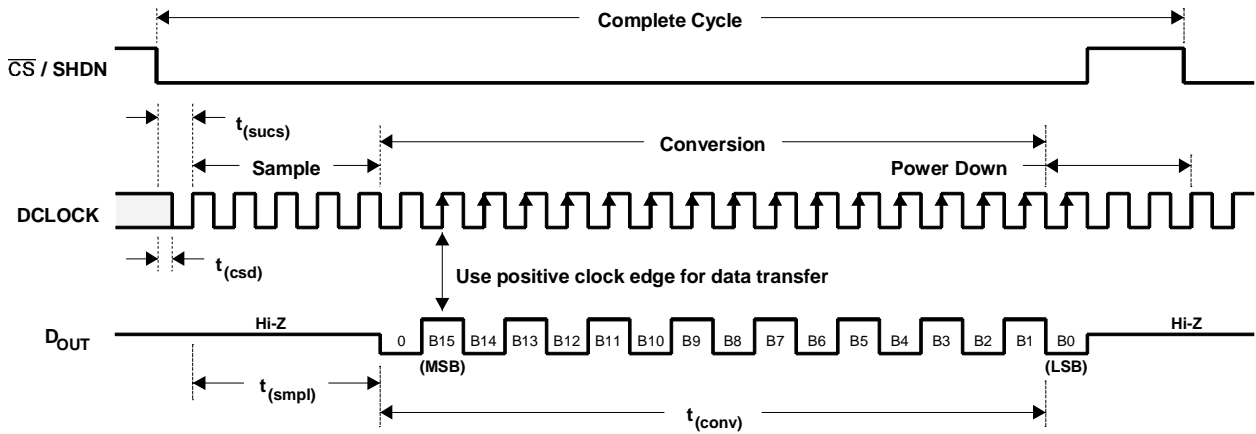 Complete Cycle
CS / SHDN
t(sucs)
Sample
Conversion
Power Down
DCLOCK
t(csd)
Use positive clock edge for data transfer
Hi-Z
Hi-Z
DOUT
0 B15 B14 B13 B12 B11 B10 B9 B8 B7 B6 B5 B4 B3 B2 B1 B0
(MSB)
(LSB)
t(smpl)
t(conv)